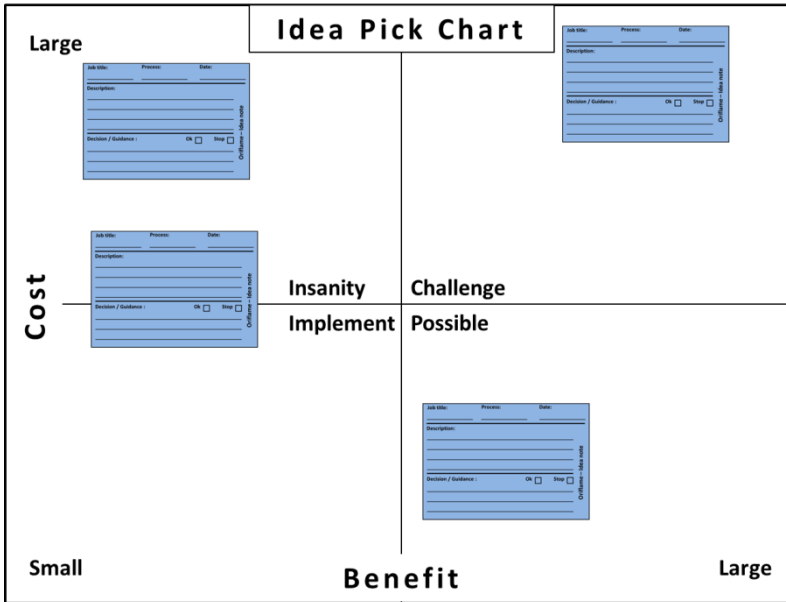 Idea Pick Chart
Large
Job title: Process: Date:
Description:
Decision / Guidance : Ok Stop
Oriflame – Idea note
Job title: Process: Date:
Description:
Decision / Guidance : Ok Stop
Oriflame – Idea note
Job title: Process: Date:
Description:
Decision / Guidance : Ok Stop
Oriflame – Idea note
Cost
Insanity Challenge
Implement Possible
Job title: Process: Date:
Description:
Decision / Guidance : Ok Stop
Oriflame – Idea note
Small Benefit Large